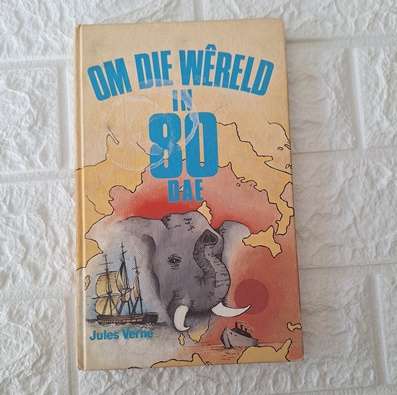 OM DIE WÊRELD
IN
80
DAE
Jules Verne